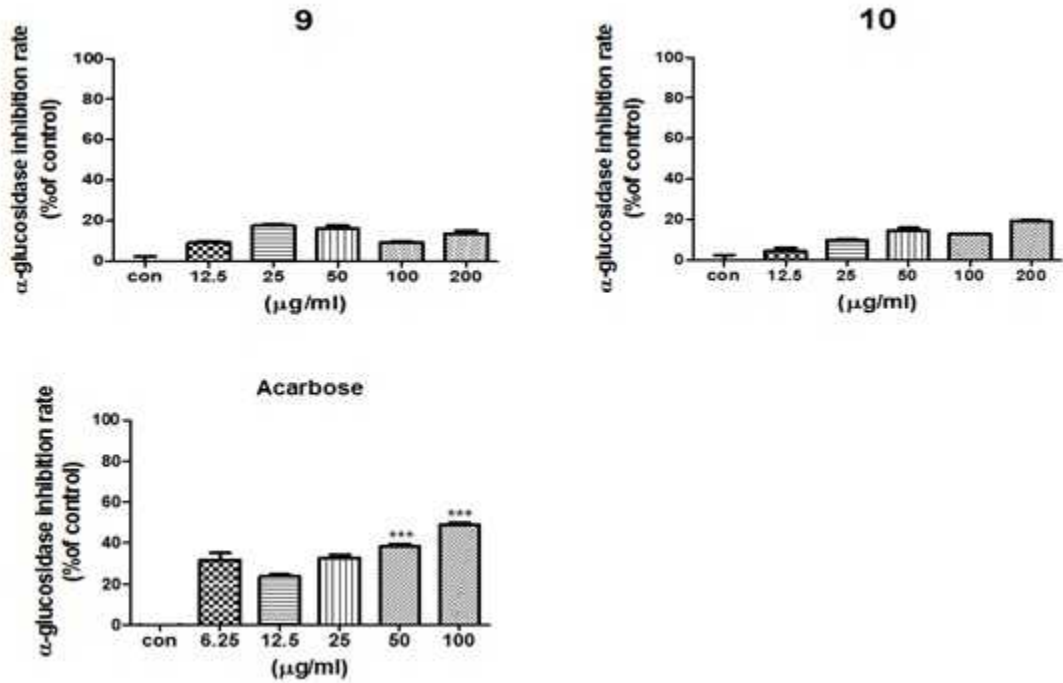 9
α-glucosidase inhibition rate
(%of control)
100
80
60
40
20
0
con 12.5 25 50 100 200
(μg/ml)
10
α-glucosidase inhibition rate
(%of control)
100
80
60
40
20
0
con 12.5 25 50 100 200
(μg/ml)
Acarbose
α-glucosidase inhibition rate
(%of control)
100
80
60
40
20
0
*** ***
con 6.25 12.5 25 50 100
(μg/ml)